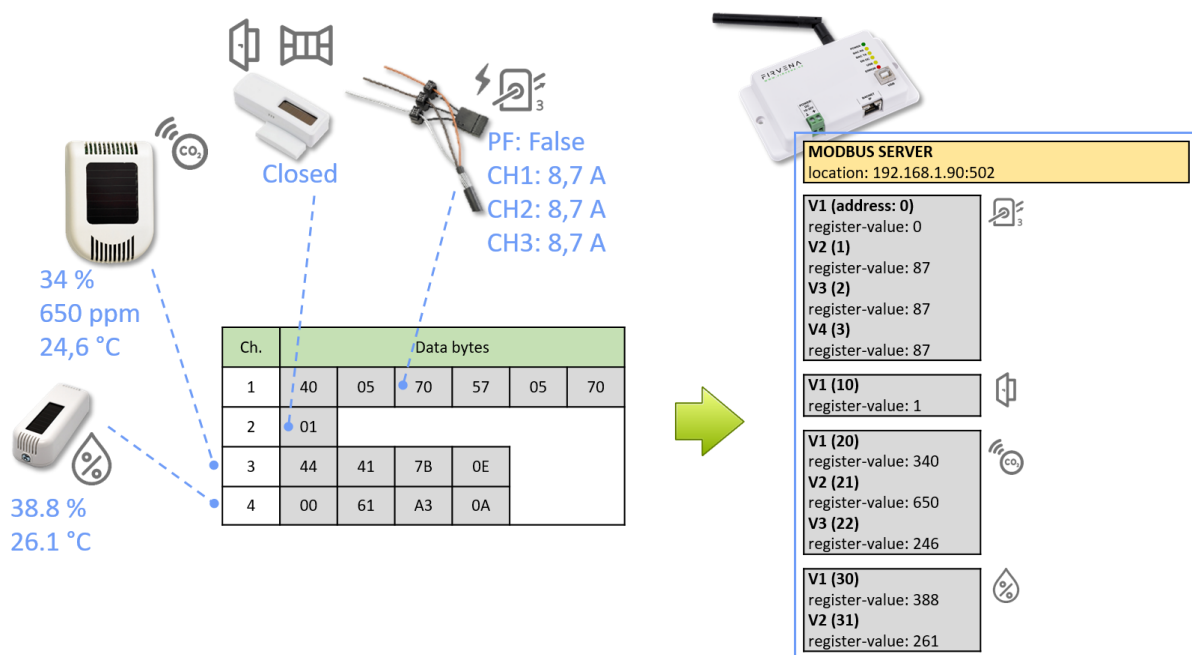 CO₂
3
PF: False
CH1: 8,7 A
CH2: 8,7 A
CH3: 8,7 A
Closed
34 %
650 ppm
24,6 °C
%
38.8 %
26.1 °C
Ch. Data bytes
1 40 05 70 57 05 70
2 01
3 44 41 7B 0E
4 00 61 A3 0A
FIRVENA
MODBUS SERVER
location: 192.168.1.90:502
V1 (address: 0)
register-value: 0
V2 (1)
register-value: 87
V3 (2)
register-value: 87
V4 (3)
register-value: 87
3
V1 (10)
register-value: 1
V1 (20)
register-value: 340
V2 (21)
register-value: 650
V3 (22)
register-value: 246
CO₂
V1 (30)
register-value: 388
V2 (31)
register-value: 261
%